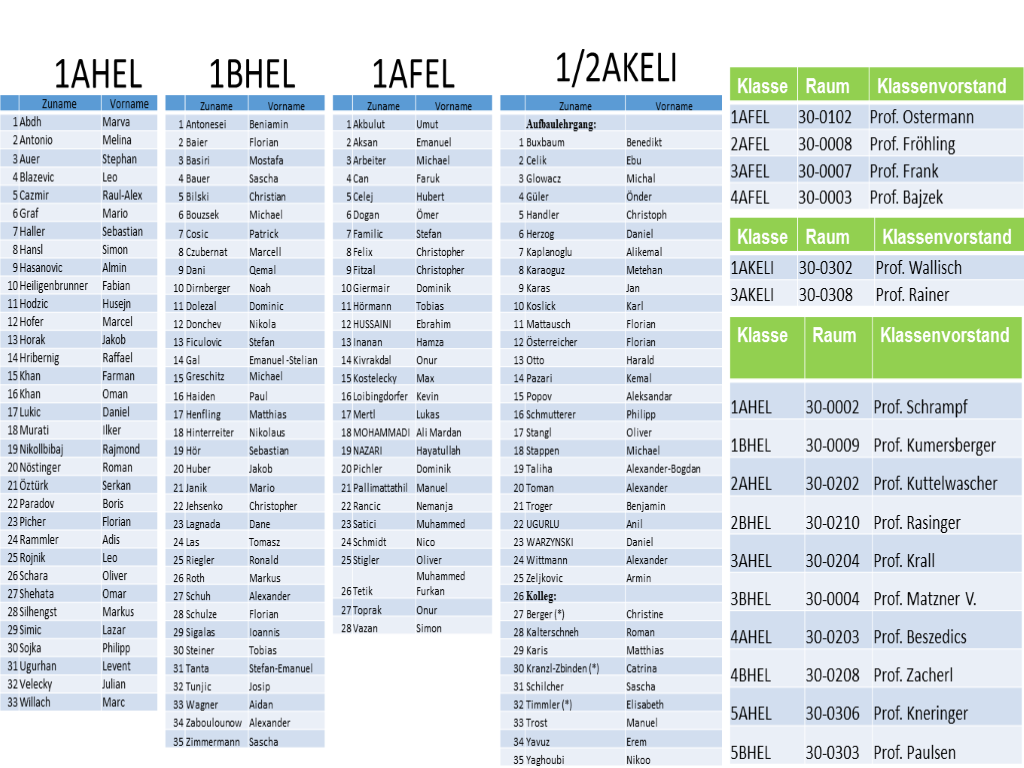 1AHEL
Zuname Vorname
1 Abdh Marva
2 Antonio Melina
3 Auer Stephan
4 Blazevic Leo
5 Cazmir Raul-Alex
6 Graf Mario
7 Haller Sebastian
8 Hansl Simon
9 Hasanovic Almin
10 Heiligenbrunner Fabian
11 Hodzic Husejn
12 Hofer Marcel
13 Horak Jakob
14 Hribernig Raffael
15 Khan Farman
16 Khan Oman
17 Lukic Daniel
18 Murati Ilker
19 Nikollbibaj Rajmond
20 Nöstinger Roman
21 Öztürk Serkan
22 Paradov Boris
23 Picher Florian
24 Rammler Adis
25 Rojnik Leo
26 Schara Oliver
27 Shehata Omar
28 Silhengst Markus
29 Simic Lazar
30 Sojka Philipp
31 Ugurhan Levent
32 Velecky Julian
33 Willach Marc
1BHEL
Zuname Vorname
1 Antonesei Beniamin
2 Baier Florian
3 Basiri Mostafa
4 Bauer Sascha
5 Bilski Christian
6 Bouzsek Michael
7 Cosic Patrick
8 Czubernat Marcell
9 Dani Qemal
10 Dirnberger Noah
11 Dolezal Dominic
12 Donchev Nikola
13 Ficulovic Stefan
14 Gal Emanuel-Stelian
15 Greschitz Michael
16 Haiden Paul
17 Henfling Matthias
18 Hinterreiter Nikolaus
19 Hör Sebastian
20 Huber Jakob
21 Janik Mario
22 Jehsenko Christopher
23 Lagnada Dane
24 Las Tomasz
25 Riegler Ronald
26 Roth Markus
27 Schuh Alexander
28 Schulze Florian
29 Sigalas Ioannis
30 Steiner Tobias
31 Tanta Stefan-Emanuel
32 Tunjic Josip
33 Wagner Aidan
34 Zaboulounow Alexander
35 Zimmermann Sascha
1AFEL
Zuname Vorname
1 Akbulut Umut
2 Aksan Emanuel
3 Arbeiter Michael
4 Can Faruk
5 Celej Hubert
6 Dogan Ömer
7 Familic Stefan
8 Felix Christopher
9 Fitzal Christopher
10 Giermair Dominik
11 Hörmann Tobias
12 HUSSAINI Ebrahim
13 Inanan Hamza
14 Kivrakdal Onur
15 Kostelecky Max
16 Loibingdorfer Kevin
17 Mertl Lukas
18 MOHAMMADI Ali Mardan
19 NAZARI Hayatullah
20 Pichler Dominik
21 Pallimattathil Manuel
22 Rancic Nemanja
23 Satici Muhammed
24 Schmidt Nico
25 Stigler Oliver
Muhammed
26 Tetik Furkan
27 Toprak Onur
28 Vazan Simon
1/2AKELI
Zuname Vorname
Aufbaulehrgang:
1 Buxbaum Benedikt
2 Celik Ebu
3 Glowacz Michal
4 Güler Önder
5 Handler Christoph
6 Herzog Daniel
7 Kaplanoglu Alikemal
8 Karaoguz Metehan
9 Karas Jan
10 Koslick Karl
11 Mattausch Florian
12 Österreicher Florian
13 Otto Harald
14 Pazari Kemal
15 Popov Aleksandar
16 Schmutterer Philipp
17 Stangl Oliver
18 Stappen Michael
19 Taliha Alexander-Bogdan
20 Toman Alexander
21 Troger Benjamin
22 UGURLU Anil
23 WARZYNSKI Daniel
24 Wittmann Alexander
25 Zeljkovic Armin
26 Kolleg:
27 Berger (*) Christine
28 Kalterschneh Roman
29 Karis Matthias
30 Kranzl-Zbinden (*) Catrina
31 Schilcher Sascha
32 Timmler (*) Elisabeth
33 Trost Manuel
34 Yavuz Erem
35 Yaghoubi Nikoo
Klasse Raum Klassenvorstand
1AFEL 30-0102 Prof. Ostermann
2AFEL 30-0008 Prof. Fröhling
3AFEL 30-0007 Prof. Frank
4AFEL 30-0003 Prof. Bajzek
Klasse Raum Klassenvorstand
1AKELI 30-0302 Prof. Wallisch
3AKELI 30-0308 Prof. Rainer
Klasse Raum Klassenvorstand
1AHEL 30-0002 Prof. Schrampf
1BHEL 30-0009 Prof. Kumersberger
2AHEL 30-0202 Prof. Kuttelwascher
2BHEL 30-0210 Prof. Rasinger
3AHEL 30-0204 Prof. Krall
3BHEL 30-0004 Prof. Matzner V.
4AHEL 30-0203 Prof. Beszedics
4BHEL 30-0208 Prof. Zacherl
5AHEL 30-0306 Prof. Kneringer
5BHEL 30-0303 Prof. Paulsen